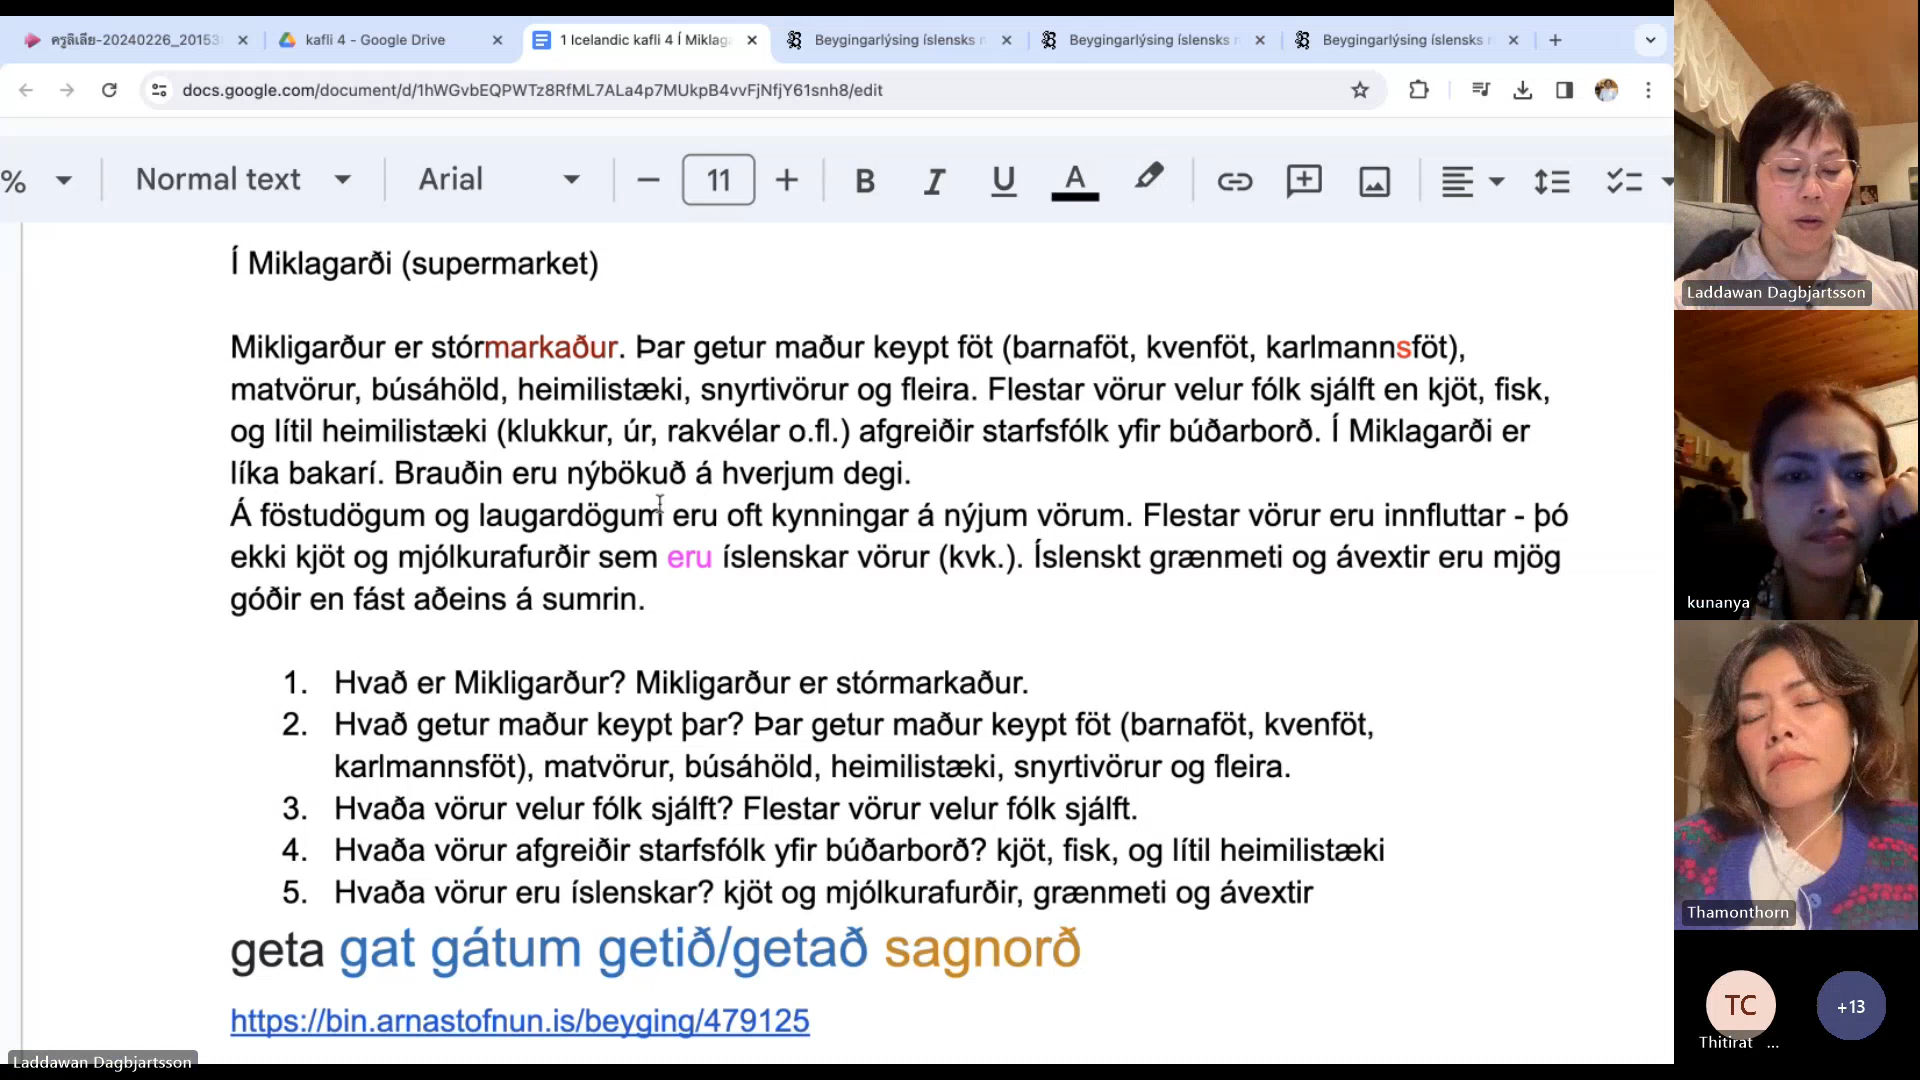 ครูลิเลีย-20240226_20153
kafli 4 - Google Drive
1 Icelandic kafli 4 Í Miklag
Beygingarlýsing íslensks n
Beygingarlýsing íslensks n
Beygingarlýsing íslensks n
docs.google.com/document/d/1hWGvbEQPWTz8RfML7ALa4p7MUkpB4vvFjNfjY61snh8/edit
% Normal text Arial 11 B I U A
Í Miklagarði (supermarket)
Mikligarður er stórmarkaður. Þar getur maður keypt föt (barnaföt, kvenföt, karlmannsföt),
matvörur, búsáhöld, heimilistæki, snyrtivörur og fleira. Flestar vörur velur fólk sjálft en kjöt, fisk,
og lítil heimilistæki (klukkur, úr, rakvélar o.fl.) afgreiðir starfsfólk yfir búðarborð. Í Miklagarði er
líka bakarí. Brauðin eru nýbökuð á hverjum degi.
Á föstudögum og laugardögum eru oft kynningar á nýjum vörum. Flestar vörur eru innfluttar - þó
ekki kjöt og mjólkurafurðir sem eru íslenskar vörur (kvk.). Íslenskt grænmeti og ávextir eru mjög
góðir en fást aðeins á sumrin.
1. Hvað er Mikligarður? Mikligarður er stórmarkaður.
2. Hvað getur maður keypt þar? Þar getur maður keypt föt (barnaföt, kvenföt,
karlmannsföt), matvörur, búsáhöld, heimilistæki, snyrtivörur og fleira.
3. Hvaða vörur velur fólk sjálft? Flestar vörur velur fólk sjálft.
4. Hvaða vörur afgreiðir starfsfólk yfir búðarborð? kjöt, fisk, og lítil heimilistæki
5. Hvaða vörur eru íslenskar? kjöt og mjólkurafurðir, grænmeti og ávextir
geta gat gátum getið/getað sagnorð
https://bin.arnastofnun.is/beyging/479125
Laddawan Dagbjartsson
Laddawan Dagbjartsson
kunanya
Thamonthorn
TC
+13
Thitirat ...